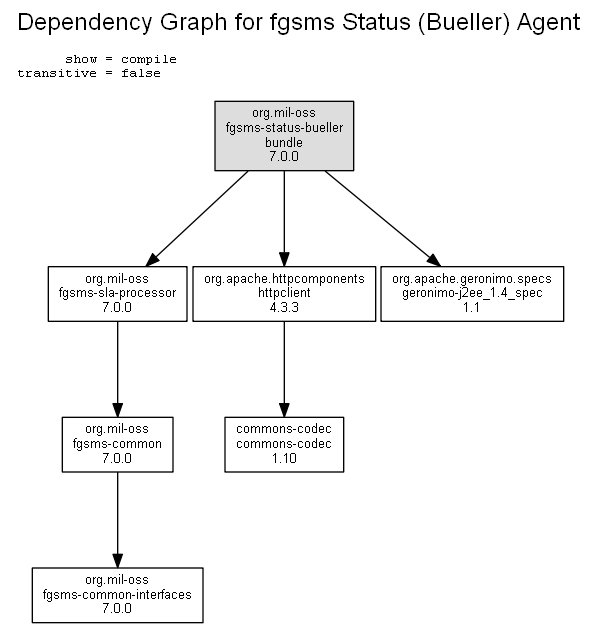 Dependency Graph for fgsms Status (Bueller) Agent
show = compile
transitive = false
org.mil-oss
fgsms-status-bueller
bundle
7.0.0
org.mil-oss
fgsms-sla-processor
7.0.0
org.apache.httpcomponents
httpclient
4.3.3
org.apache.geronimo.specs
geronimo-j2ee_1.4_spec
1.1
org.mil-oss
fgsms-common
7.0.0
commons-codec
commons-codec
1.10
org.mil-oss
fgsms-common-interfaces
7.0.0